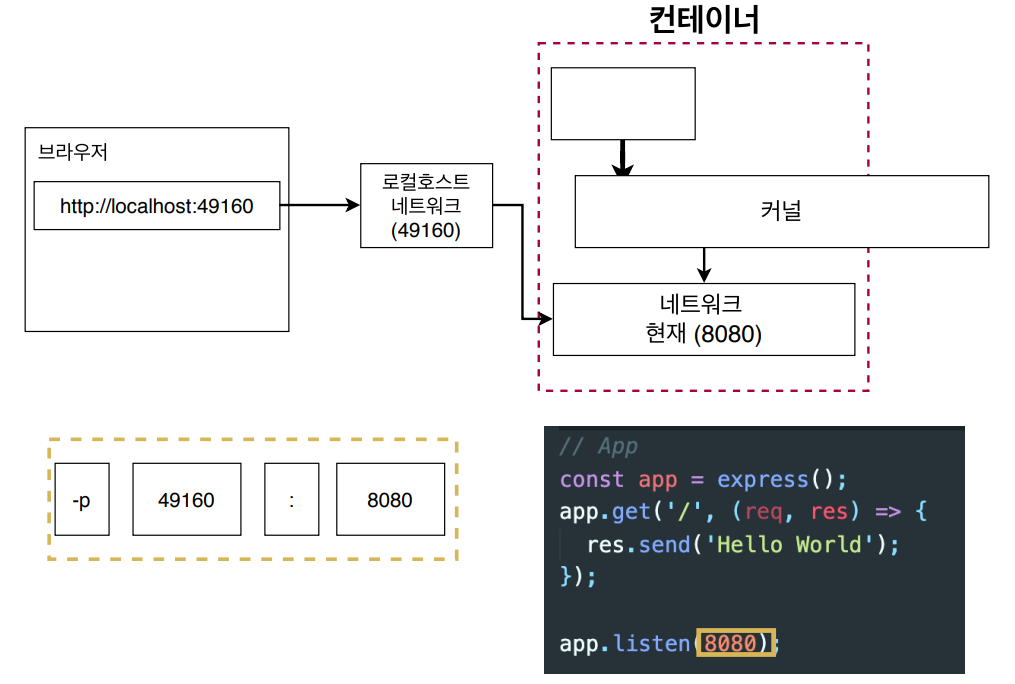 컨테이너
브라우저
http://localhost:49160
로컬호스트
네트워크
(49160)
커널
네트워크
현재 (8080)
-p
49160
:
8080
// App
const app = express();
app.get('/', (req, res) => {
  res.send('Hello World');
});
app.listen(8080);